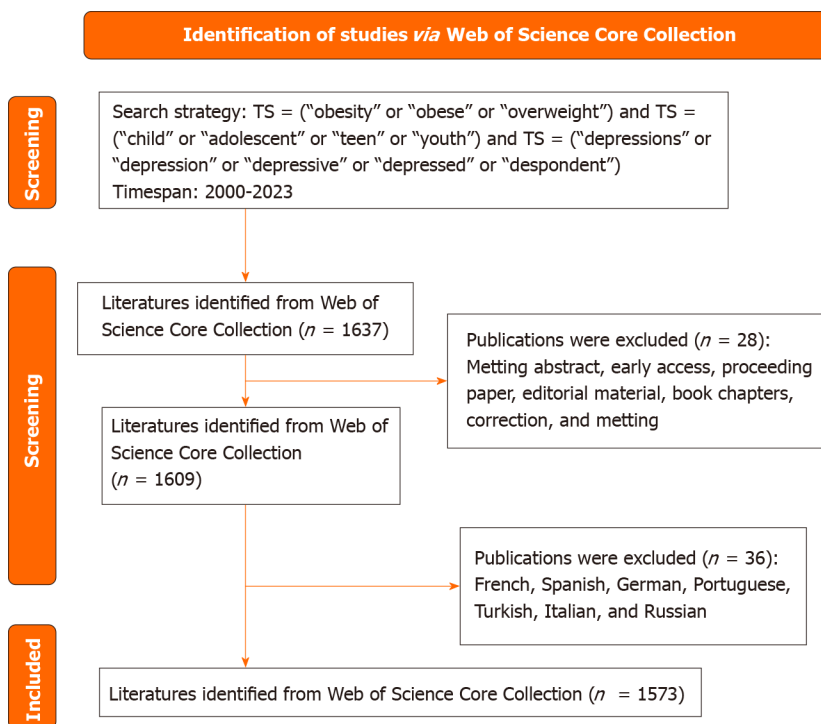 Identification of studies via Web of Science Core Collection
Screening
Search strategy: TS = (“obesity” or “obese” or “overweight”) and TS =
(“child” or “adolescent” or “teen” or “youth”) and TS = (“depressions” or
“depression” or “depressive” or “depressed” or “despondent”)
Timespan: 2000-2023
Screening
Literatures identified from Web of
Science Core Collection (n = 1637)
Publications were excluded (n = 28):
Metting abstract, early access, proceeding
paper, editorial material, book chapters,
correction, and metting
Literatures identified from Web of
Science Core Collection
(n = 1609)
Publications were excluded (n = 36):
French, Spanish, German, Portuguese,
Turkish, Italian, and Russian
Included
Literatures identified from Web of Science Core Collection (n = 1573)